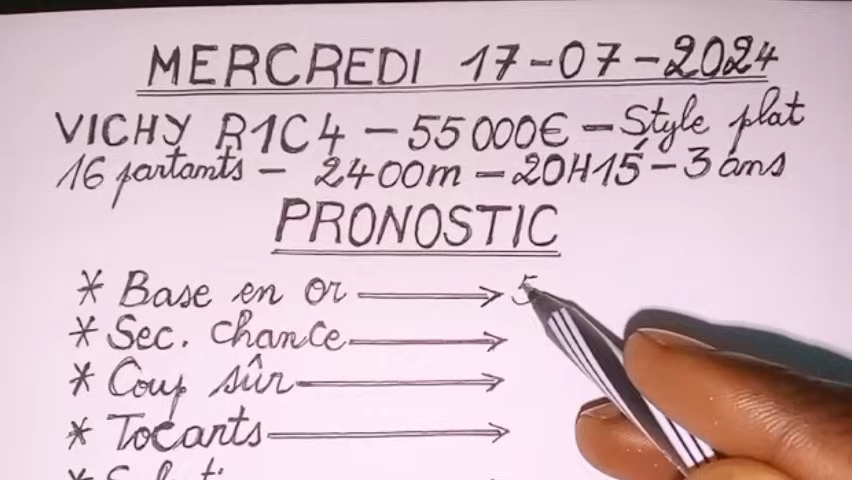 MERCREDI 17-07-2024
VICHY R1C4 - 55 000€ - Style plat
16 partants - 2400m - 20H15 - 3 ans
PRONOSTIC
* Base en or → 5
* Sec. chance →
* Coup sûr →
* Tocarts →